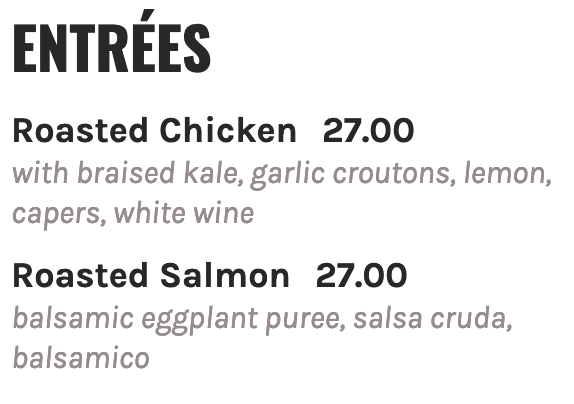 ENTRÉES
Roasted Chicken 27.00
with braised kale, garlic croutons, lemon,
capers, white wine
Roasted Salmon 27.00
balsamic eggplant puree, salsa cruda,
balsamico